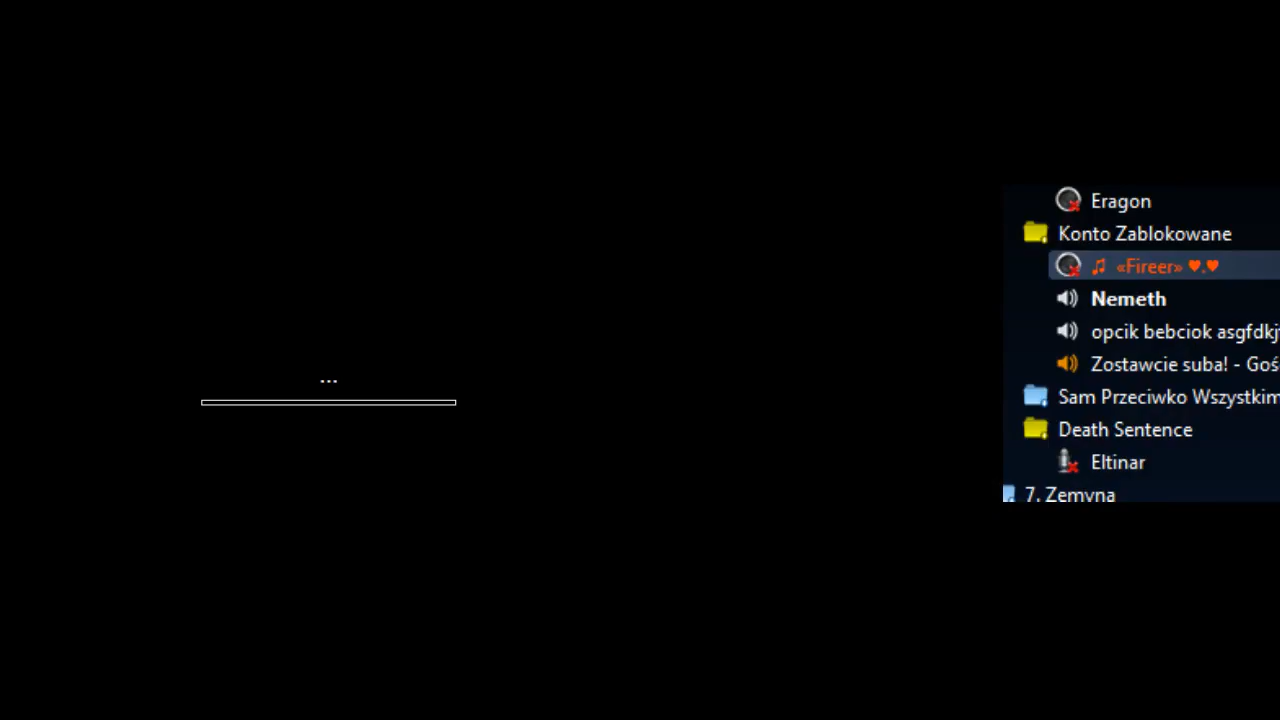 Eragon
Konto Zablokowane
♫ «Fireer» ♥.♥
Nemeth
opcik bebciok asgfdkj
...
Zostawcie suba! - Goś
Sam Przeciwko Wszystkim
Death Sentence
Eltinar
7. Zemyna